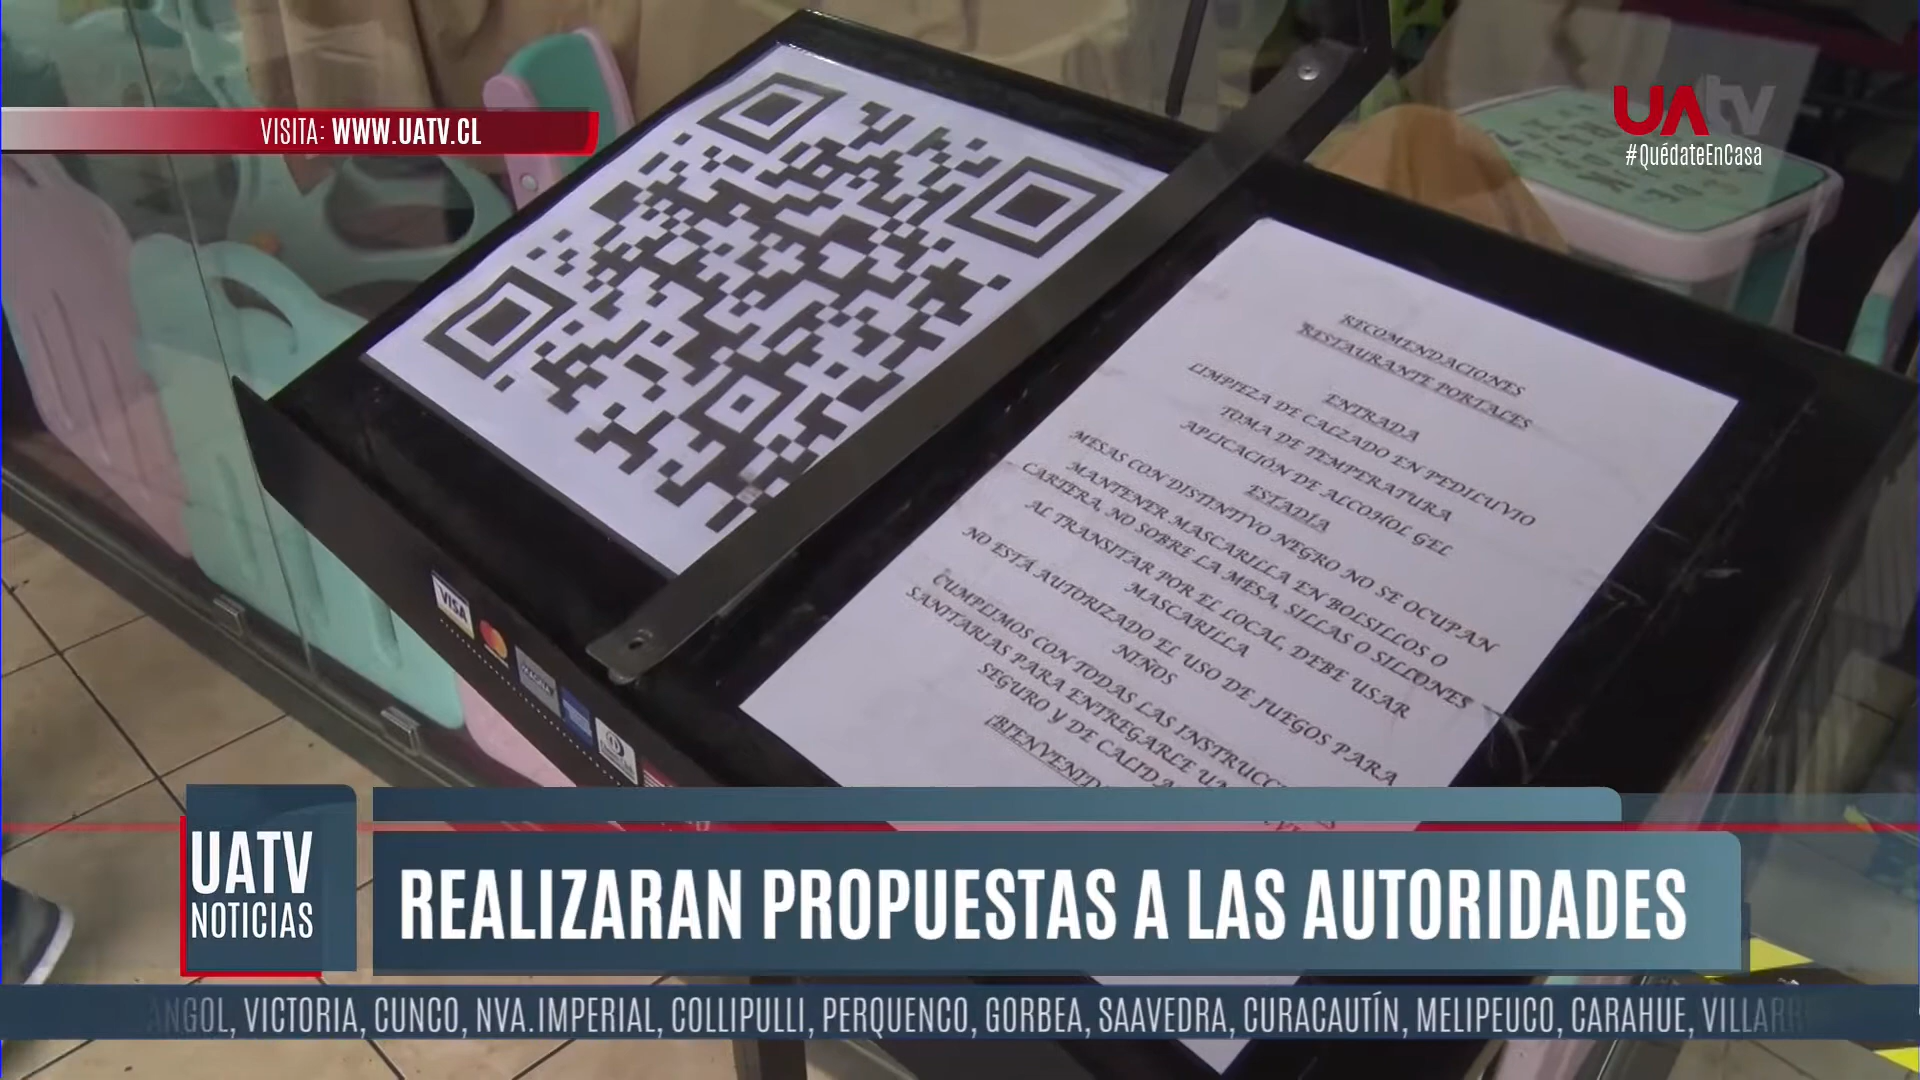 VISITA: WWW.UATV.CL
UAtv
#QuédateEnCasa
RECOMENDACIONES
RESTAURANTE PORTALES
ENTRADA
LIMPIEZA DE CALZADO EN PEDILUVIO
TOMA DE TEMPERATURA
APLICACIÓN DE ALCOHOL GEL
ESTADÍA
MESAS CON DISTINTIVO NEGRO NO SE OCUPAN
MANTENER MASCARILLA EN BOLSILLOS O
CARTERA, NO SOBRE LA MESA, SILLAS O SILLONES
AL TRANSITAR POR EL LOCAL, DEBE USAR
MASCARILLA
NO ESTÁ AUTORIZADO EL USO DE JUEGOS PARA
NIÑOS
CUMPLIMOS CON TODAS LAS
SANITARIAS PARA ENTREGARLE UN
SEGURO Y DE
VISA
UATV
NOTICIAS
REALIZARAN PROPUESTAS A LAS AUTORIDADES
ANGOL, VICTORIA, CUNCO, NVA.IMPERIAL, COLLIPULLI, PERQUENCO, GORBEA, SAAVEDRA, CURACAUTÍN, MELIPEUCO, CARAHUE,